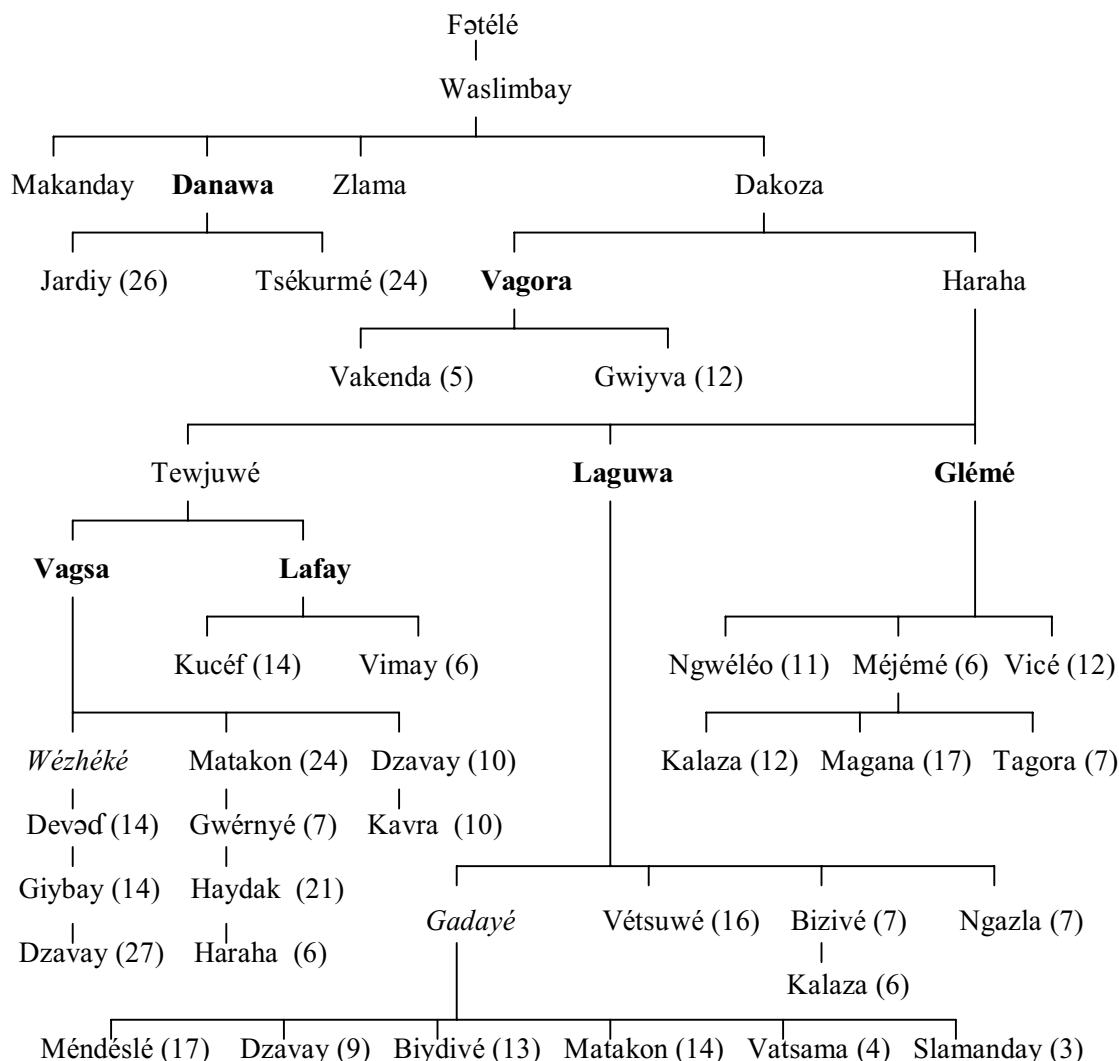 Fətélé
Waslimbay
Makanday Danawa Zlama Dakoza
Jardiy (26) Tsékurmé (24) Vagora Haraha
Vakenda (5) Gwiyva (12)
Tewjuwé Laguwa Glémé
Vagsa Lafay
Kucéf (14) Vimay (6) Ngwéléo (11) Méjémé (6) Vicé (12)
Wézhéké Matakon (24) Dzavay (10) Kalaza (12) Magana (17) Tagora (7)
Devəɗ (14) Gwérnyé (7) Kavra (10)
Giybay (14) Haydak (21) Gadayé Vétsuwé (16) Bizivé (7) Ngazla (7)
Dzavay (27) Haraha (6)
Kalaza (6)
Méndéslé (17) Dzavay (9) Biydivé (13) Matakon (14) Vatsama (4) Slamanday (3)